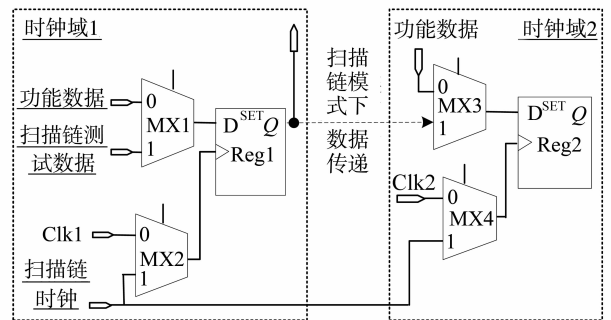 时钟域1
功能数据
0
MX1
扫描链测
试数据
1
D SET Q
Reg1
Clk1
0
MX2
扫描链
1
时钟
扫描
链模
式下
数据
传递
功能数据
时钟域2
0
MX3
1
D SET Q
Reg2
Clk2
0
MX4
1